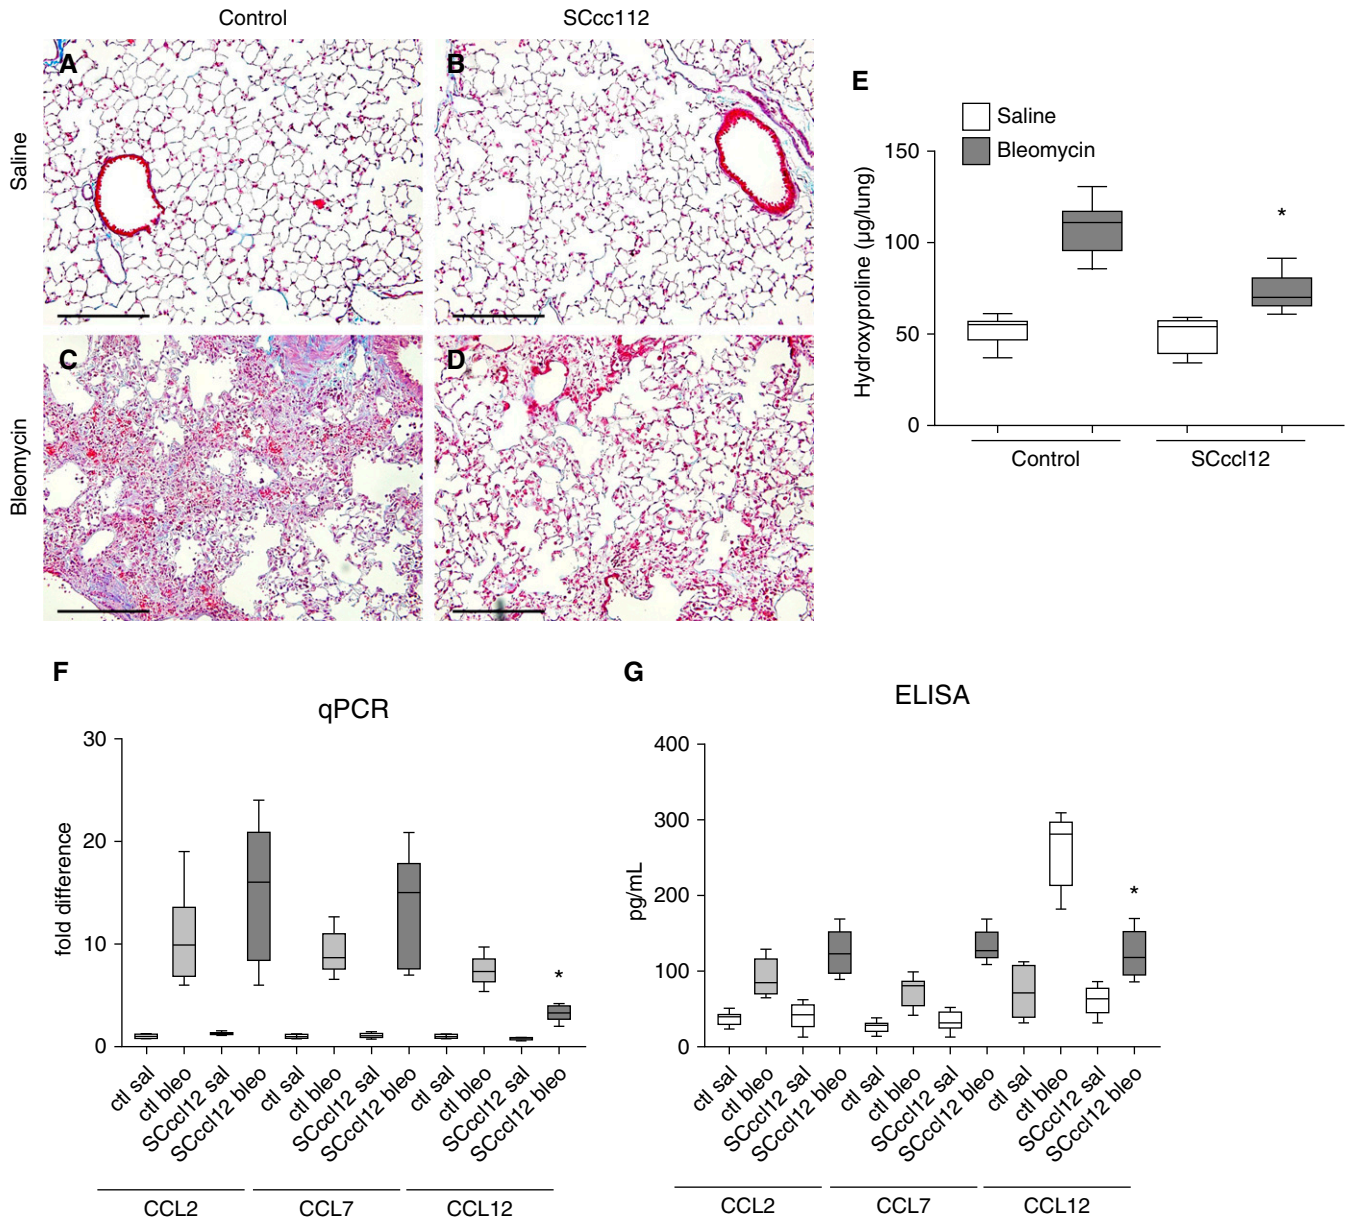 Control
SCcc112
Saline
A
B
Bleomycin
C
D
E
Saline
Bleomycin
Hydroxyproline (µg/lung)
150
100
50
0
*
Control
SCccl12
F
qPCR
fold difference
30
20
10
0
*
ctl sal
ctl bleo
SCccl12 sal
SCccl12 bleo
ctl sal
ctl bleo
SCccl12 sal
SCccl12 bleo
ctl sal
ctl bleo
SCccl12 sal
SCccl12 bleo
CCL2
CCL7
CCL12
G
ELISA
pg/mL
400
300
200
100
0
*
ctl sal
ctl bleo
SCccl12 sal
SCccl12 bleo
ctl sal
ctl bleo
SCccl12 sal
SCccl12 bleo
ctl sal
ctl bleo
SCccl12 sal
SCccl12 bleo
CCL2
CCL7
CCL12